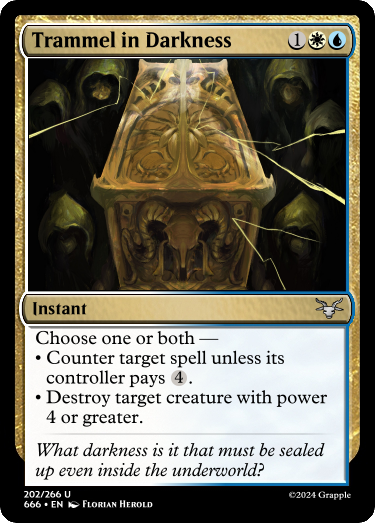 Trammel in Darkness 1
Instant
Choose one or both —
• Counter target spell unless its
controller pays 4.
• Destroy target creature with power
4 or greater.
What darkness is it that must be sealed
up even inside the underworld?
202/266 U
666 • EN Florian Herold
©2024 Grapple